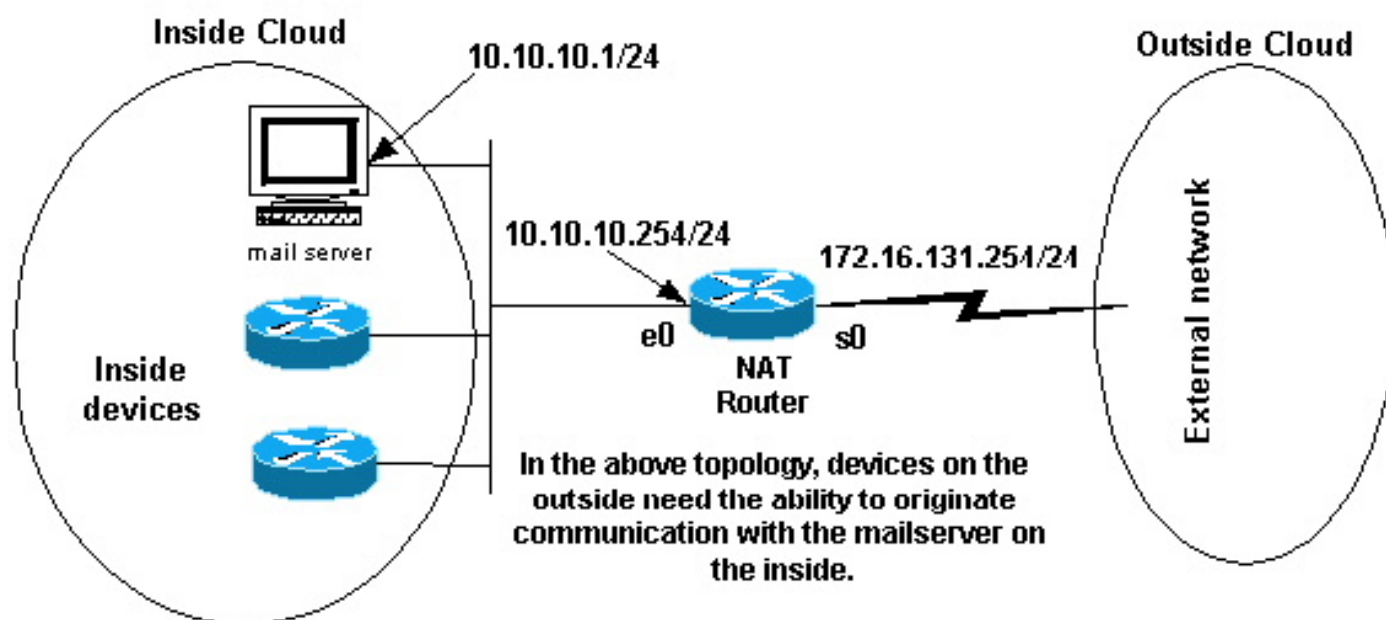 Inside Cloud
10.10.10.1/24
Outside Cloud
mail server
10.10.10.254/24
172.16.131.254/24
e0
s0
NAT
Router
Inside
devices
External network
In the above topology, devices on the
outside need the ability to originate
communication with the mailserver on
the inside.